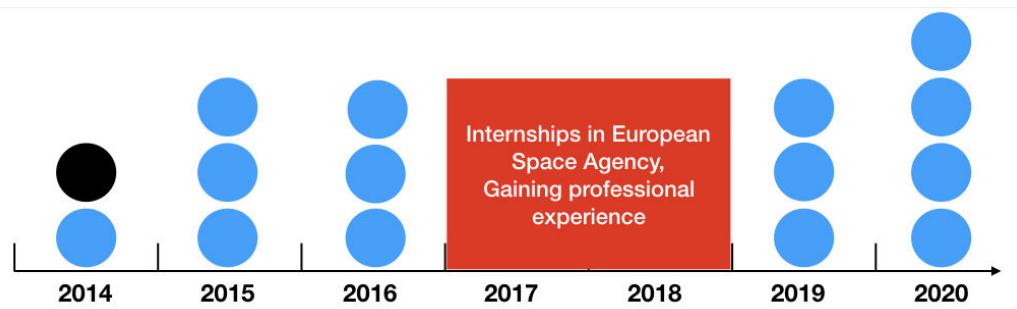 Internships in European
Space Agency,
Gaining professional
experience
2014 2015 2016 2017 2018 2019 2020